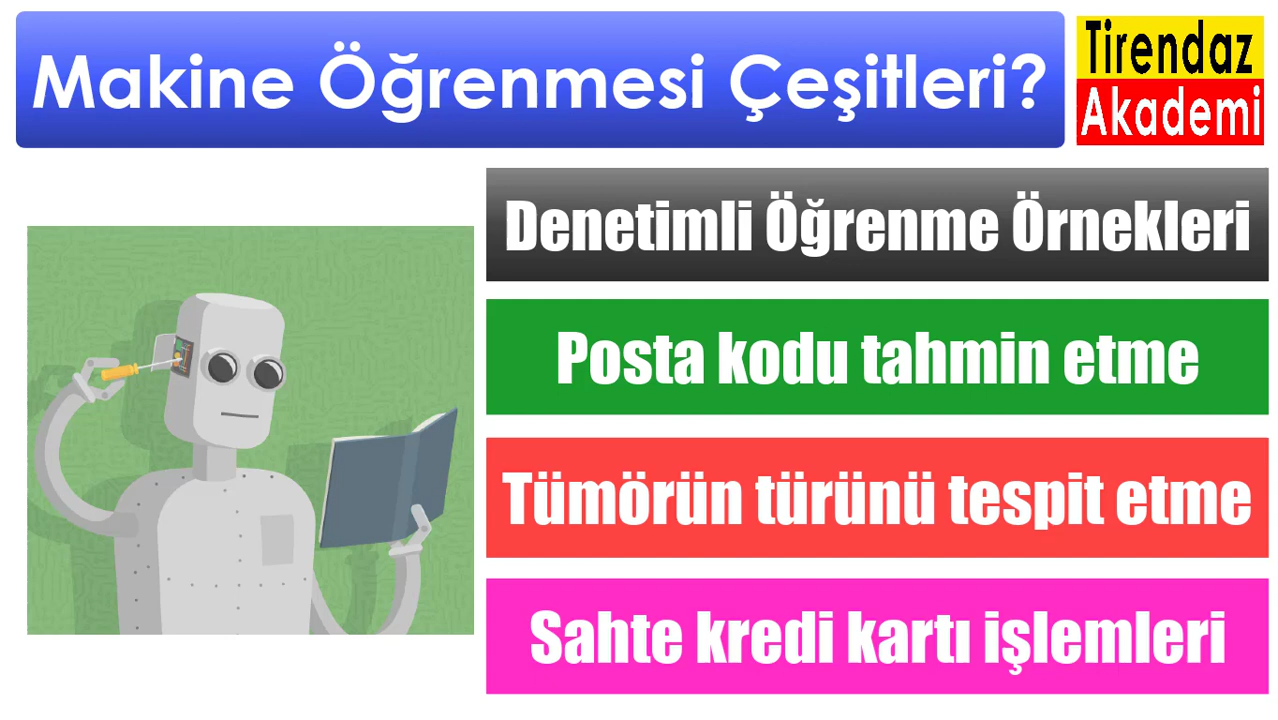 Makine Öğrenmesi Çeşitleri?
Tirendaz
Akademi
Denetimli Öğrenme Örnekleri
Posta kodu tahmin etme
Tümörün türünü tespit etme
Sahte kredi kartı işlemleri